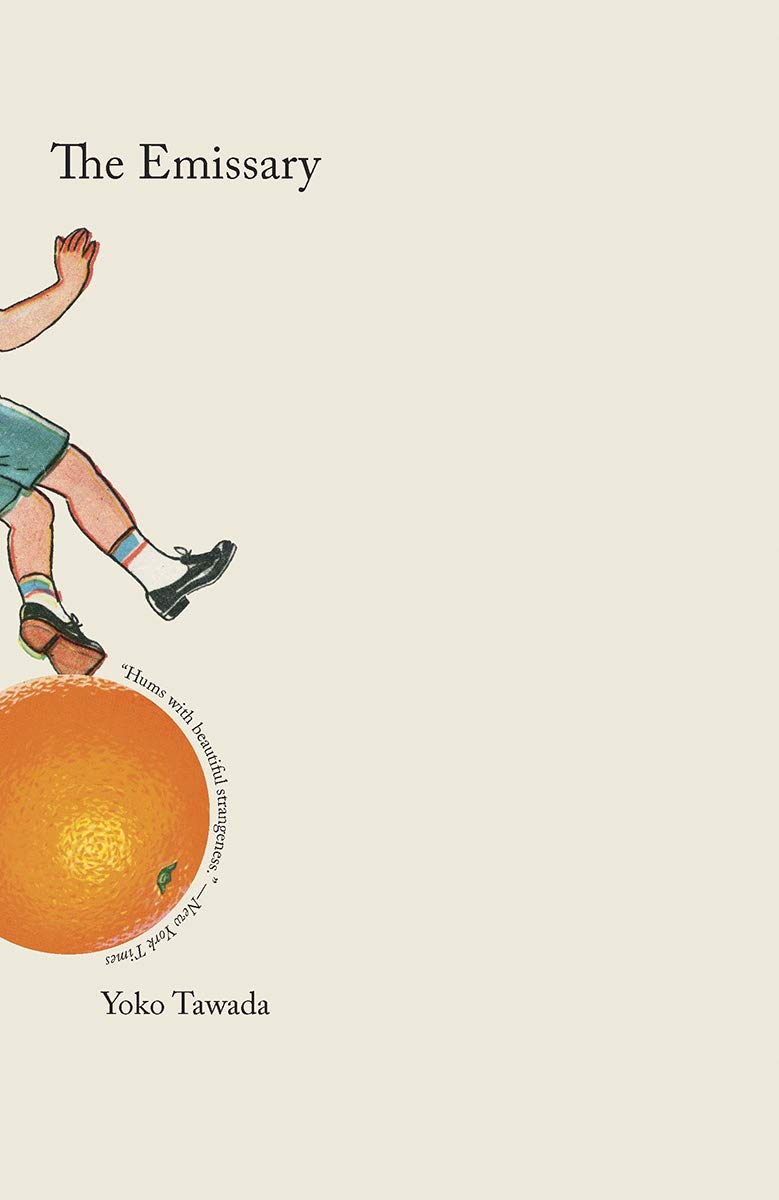 The Emissary
“Hums with beautiful strangeness.” —New York Times
Yoko Tawada